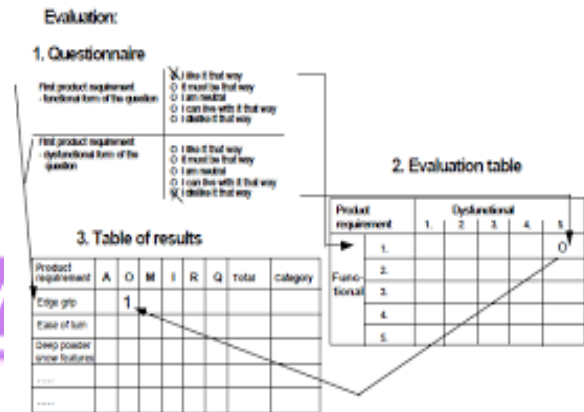 Evaluation:
1. Questionnaire
First product requirement
- functional form of the question
I like it that way
O It must be that way
O I am neutral
O I can live with it that way
O I dislike it that way
First product requirement
- dysfunctional form of the
question
O I like it that way
O It must be that way
O I am neutral
O I can live with it that way
I dislike it that way
2. Evaluation table
Product
requirement
Dysfunctional
1. 2. 3. 4. 5.
Func-
tional
1. O
2.
3.
4.
5.
3. Table of results
Product
requirement A O M I R Q Total Category
Edge grip 1
Ease of turn
Deep powder
snow features
.....
.....